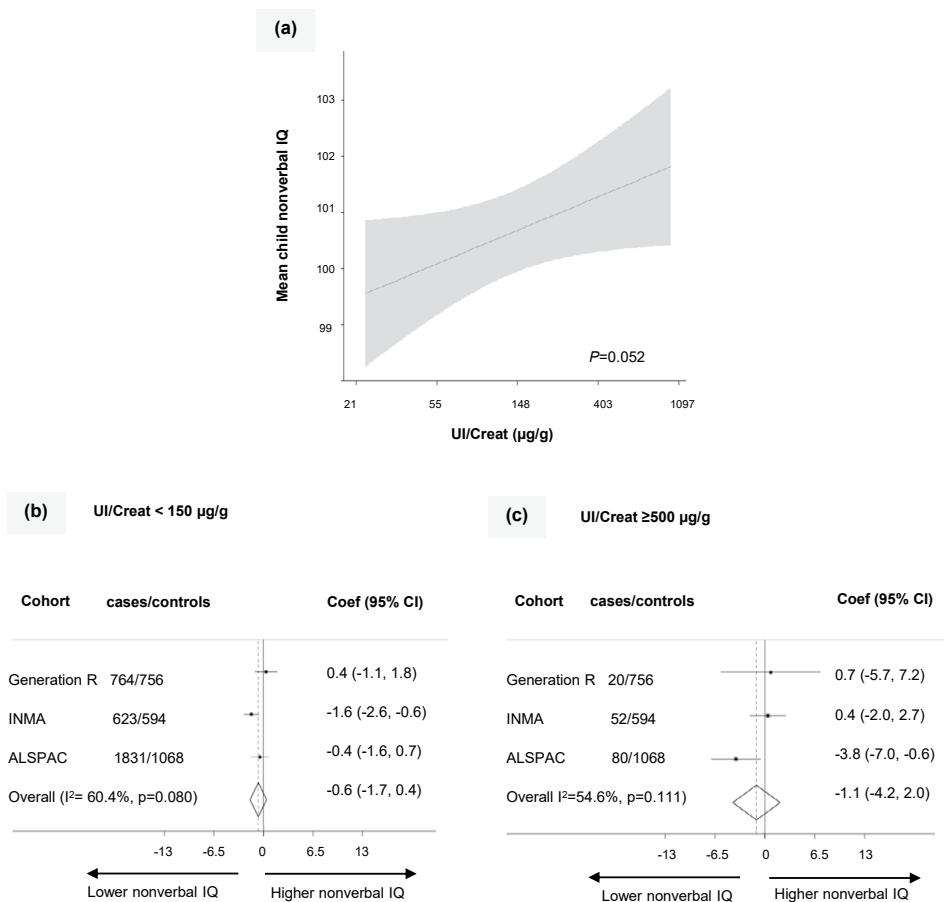 (a)
103
102
101
100
99
Mean child nonverbal IQ
P=0.052
21 55 148 403 1097
UI/Creat (µg/g)
(b) UI/Creat < 150 µg/g
Cohort cases/controls Coef (95% CI)
Generation R 764/756 0.4 (-1.1, 1.8)
INMA 623/594 -1.6 (-2.6, -0.6)
ALSPAC 1831/1068 -0.4 (-1.6, 0.7)
Overall (I²= 60.4%, p=0.080) -0.6 (-1.7, 0.4)
-13 -6.5 0 6.5 13
Lower nonverbal IQ Higher nonverbal IQ
(c) UI/Creat ≥500 µg/g
Cohort cases/controls Coef (95% CI)
Generation R 20/756 0.7 (-5.7, 7.2)
INMA 52/594 0.4 (-2.0, 2.7)
ALSPAC 80/1068 -3.8 (-7.0, -0.6)
Overall I²=54.6%, p=0.111) -1.1 (-4.2, 2.0)
-13 -6.5 0 6.5 13
Lower nonverbal IQ Higher nonverbal IQ